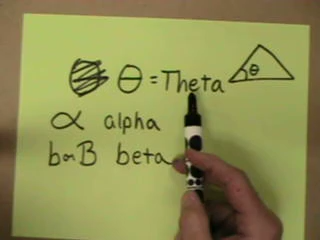 θ = Theta θ
α alpha
b or B beta